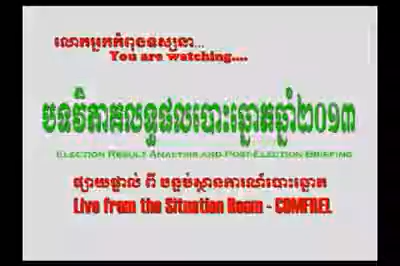 លោកអ្នកកំពុងទស្សនា...
You are watching....
បទវិភាគលទ្ធផលបោះឆ្នោតឆ្នាំ២០១៣
Election Result Analysis and Post-Election Briefing
ផ្សាយផ្ទាល់ ពី បន្ទប់ស្ថានការណ៍បោះឆ្នោត
Live from the Situation Room - COMFREL